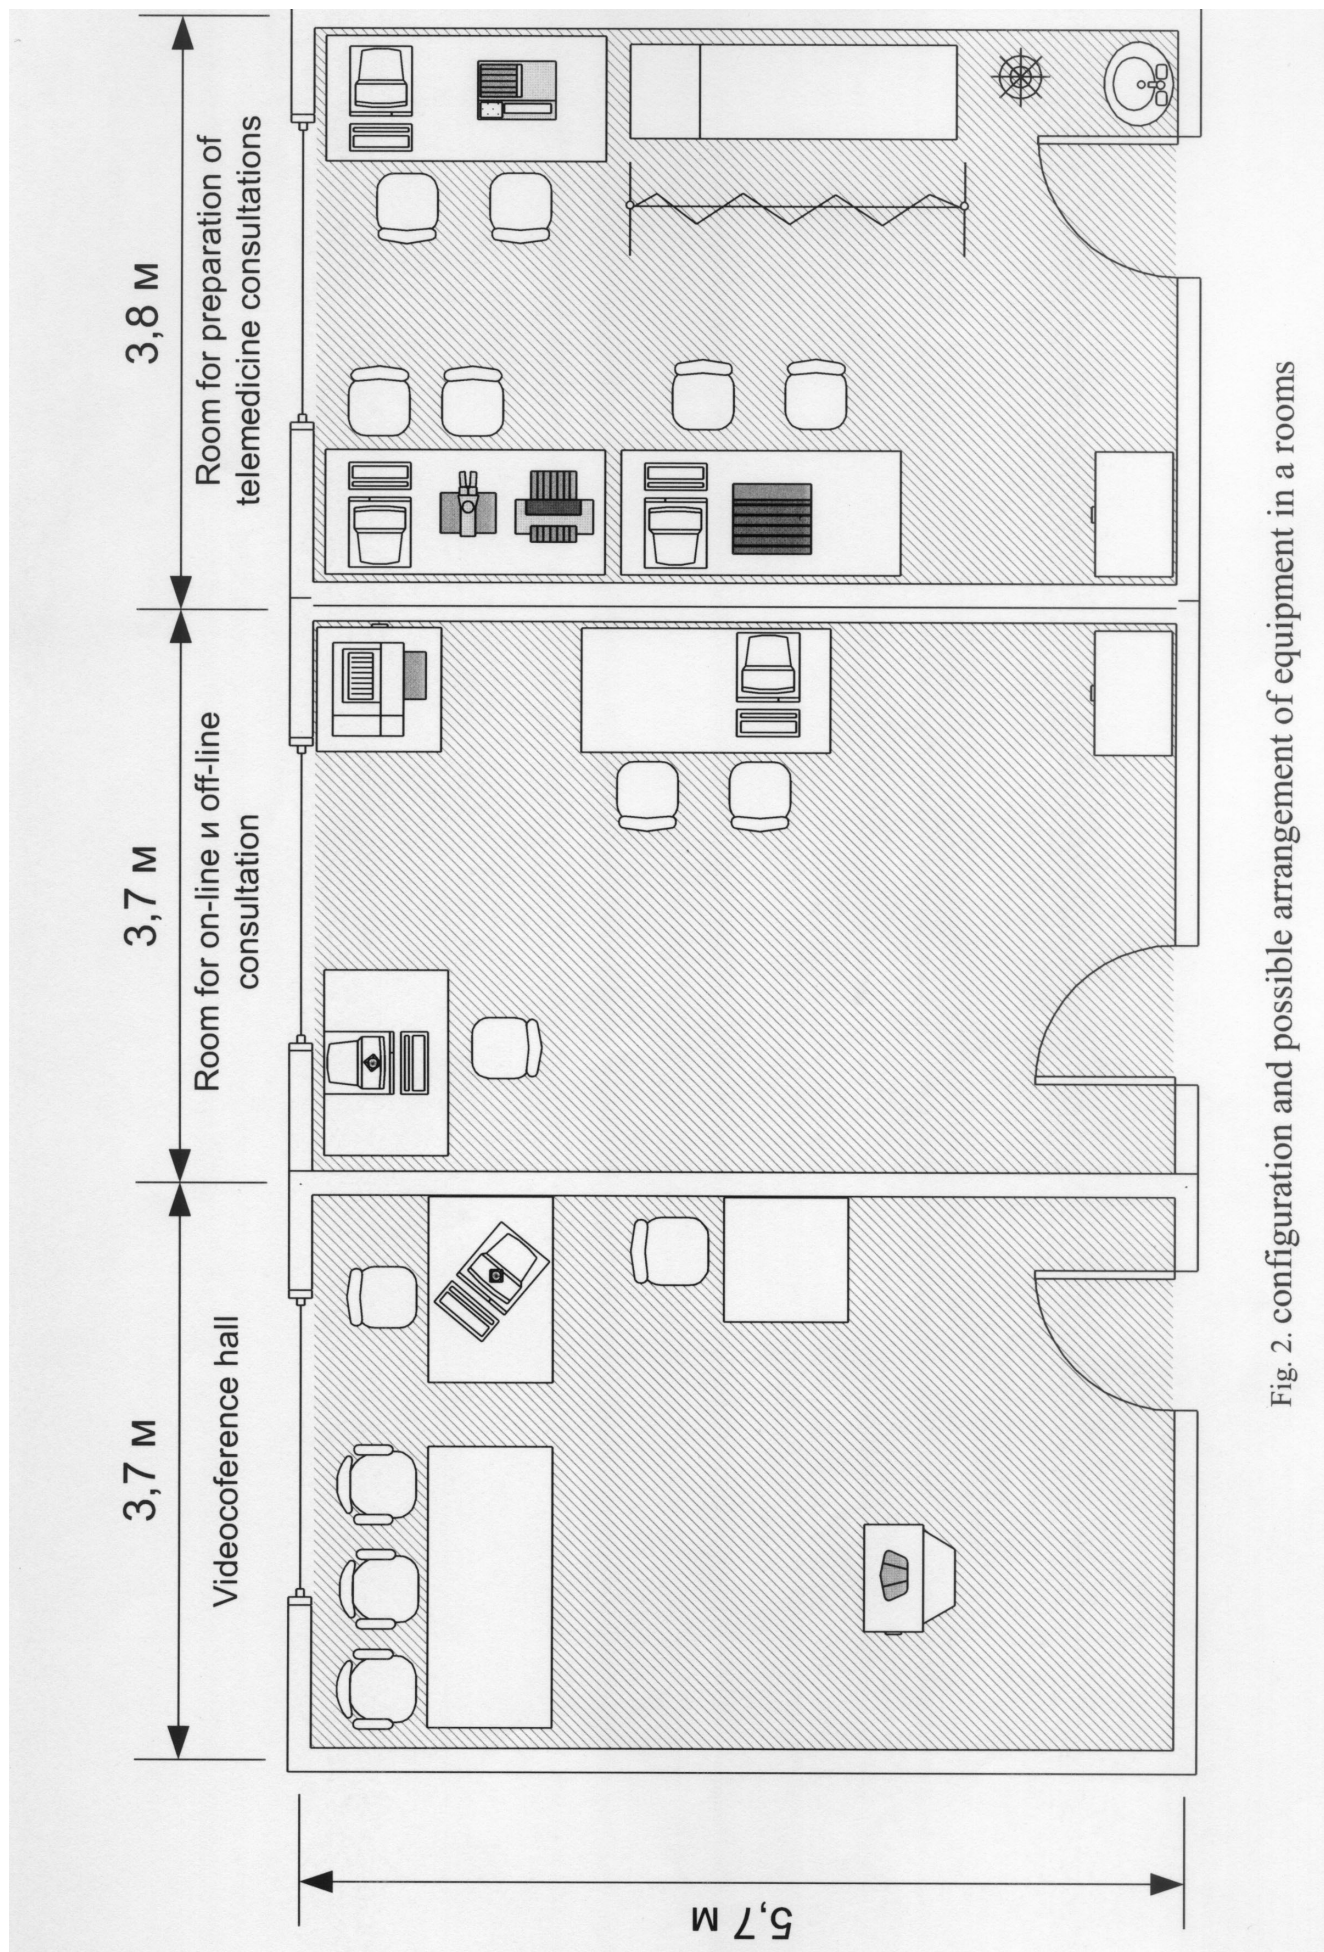 3,7 м
Videocoference hall
3,7 м
Room for on-line и off-line
consultation
3,8 м
Room for preparation of
telemedicine consultations
5,7 м
Fig. 2. configuration and possible arrangement of equipment in a rooms